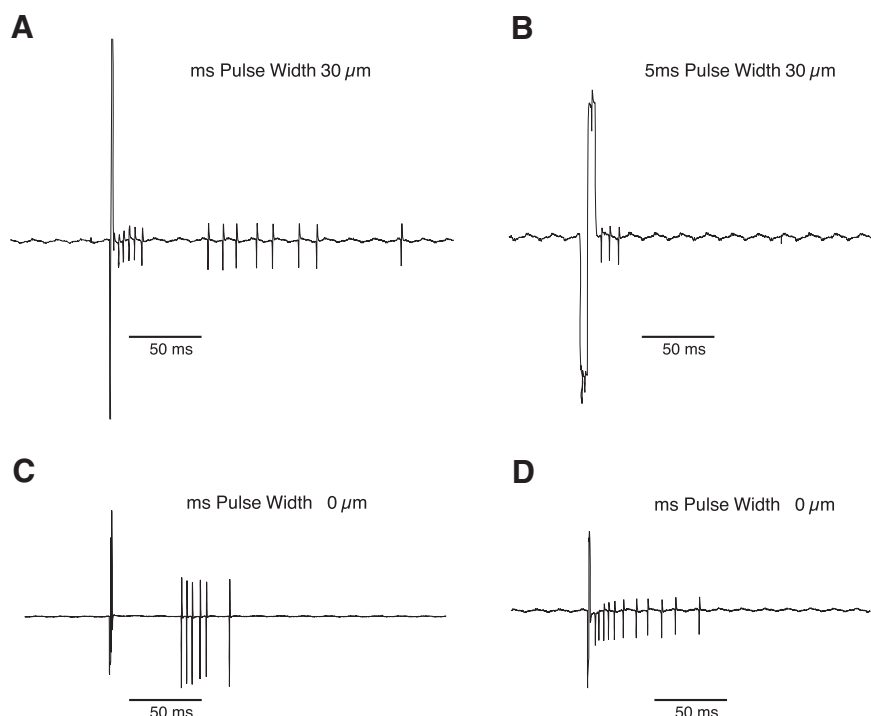 A
B
ms Pulse Width 30 µm
5ms Pulse Width 30 µm
50 ms
50 ms
C
D
ms Pulse Width 0 µm
ms Pulse Width 0 µm
50 ms
50 ms